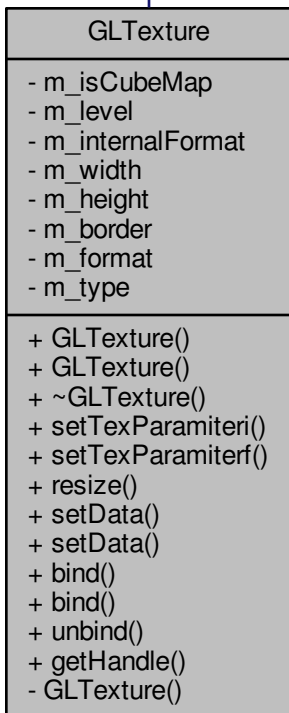 GLTexture
- m_isCubeMap
- m_level
- m_internalFormat
- m_width
- m_height
- m_border
- m_format
- m_type
+ GLTexture()
+ GLTexture()
+ ~GLTexture()
+ setTexParamiteri()
+ setTexParamiterf()
+ resize()
+ setData()
+ setData()
+ bind()
+ bind()
+ unbind()
+ getHandle()
- GLTexture()